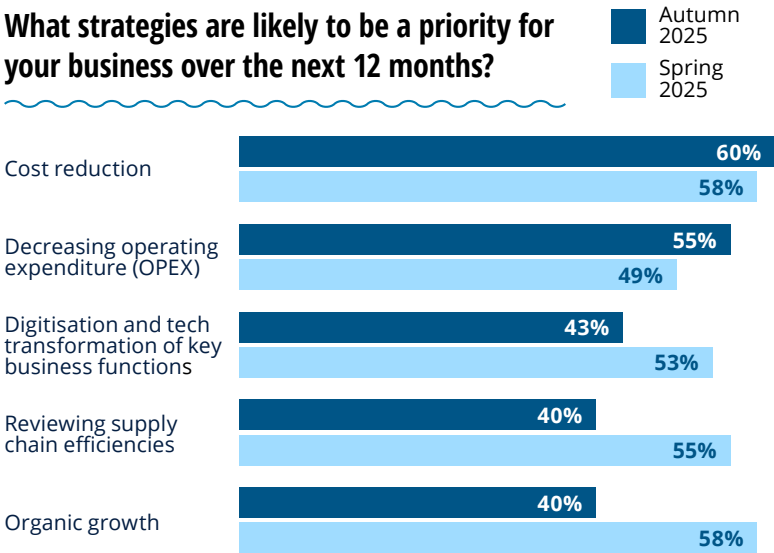 What strategies are likely to be a priority for
your business over the next 12 months?
Autumn
2025
Spring
2025
Cost reduction
60%
58%
Decreasing operating
expenditure (OPEX)
55%
49%
Digitisation and tech
transformation of key
business functions
43%
53%
Reviewing supply
chain efficiencies
40%
55%
Organic growth
40%
58%